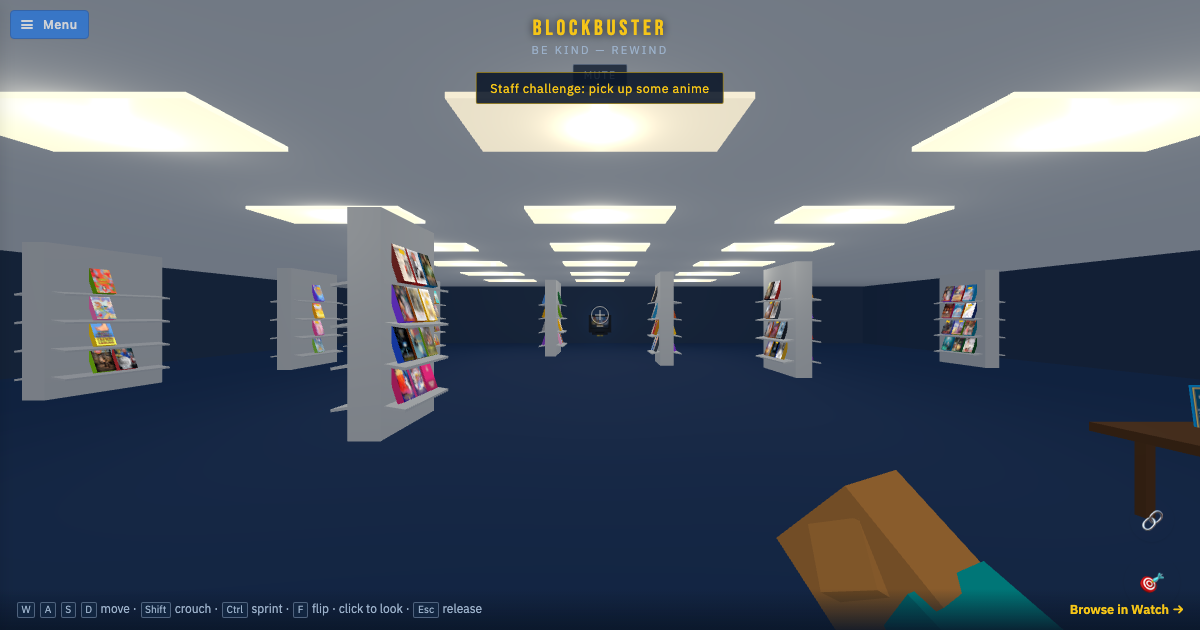 Menu
BLOCKBUSTER
BE KIND — REWIND
MUTE
Staff challenge: pick up some anime
W A S D move · Shift crouch · Ctrl sprint · F flip · click to look · Esc release
Browse in Watch →